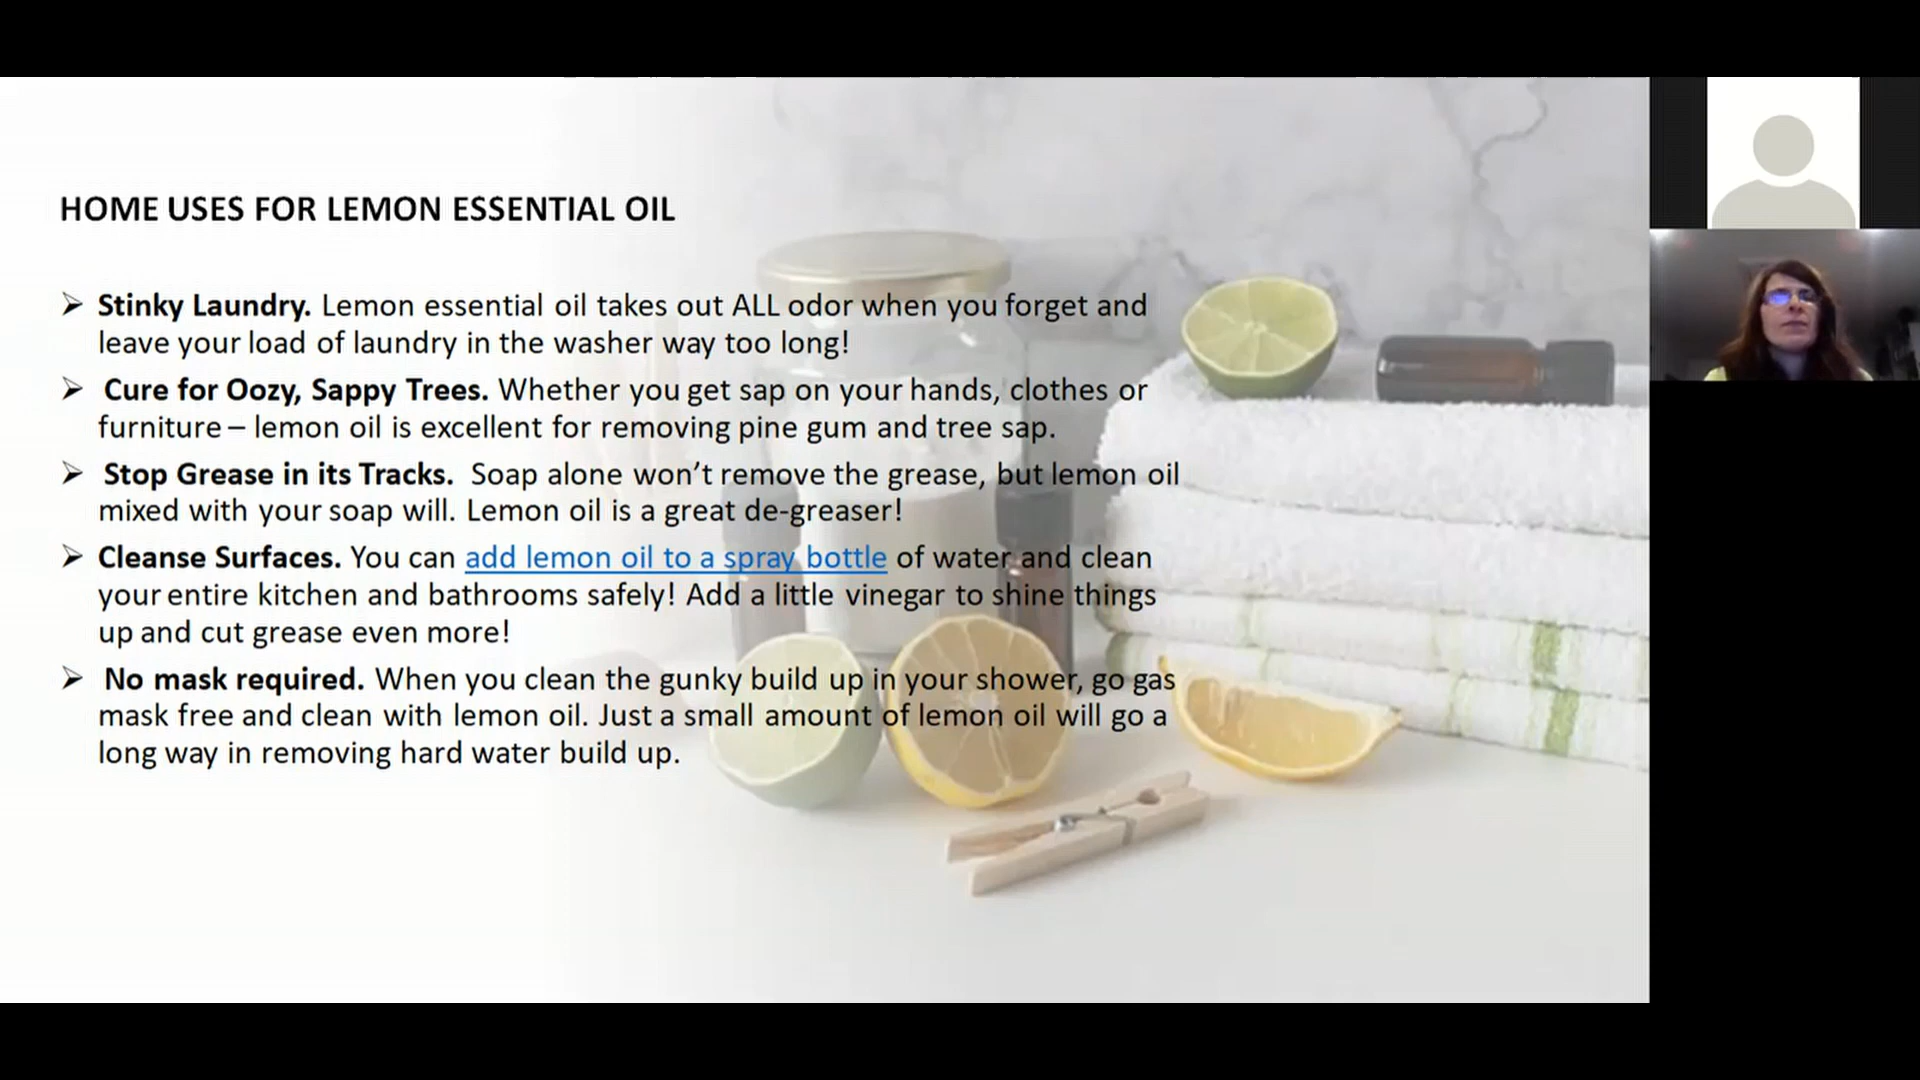 HOME USES FOR LEMON ESSENTIAL OIL
➢ Stinky Laundry. Lemon essential oil takes out ALL odor when you forget and
leave your load of laundry in the washer way too long!
➢ Cure for Oozy, Sappy Trees. Whether you get sap on your hands, clothes or
furniture – lemon oil is excellent for removing pine gum and tree sap.
➢ Stop Grease in its Tracks. Soap alone won’t remove the grease, but lemon oil
mixed with your soap will. Lemon oil is a great de-greaser!
➢ Cleanse Surfaces. You can add lemon oil to a spray bottle of water and clean
your entire kitchen and bathrooms safely! Add a little vinegar to shine things
up and cut grease even more!
➢ No mask required. When you clean the gunky build up in your shower, go gas
mask free and clean with lemon oil. Just a small amount of lemon oil will go a
long way in removing hard water build up.